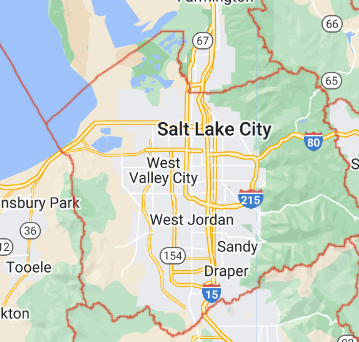 Farmington
67
66
65
Salt Lake City
80
West
Valley City
215
nsbury Park
West Jordan
36
12
Sandy
154
Tooele
Draper
15
kton